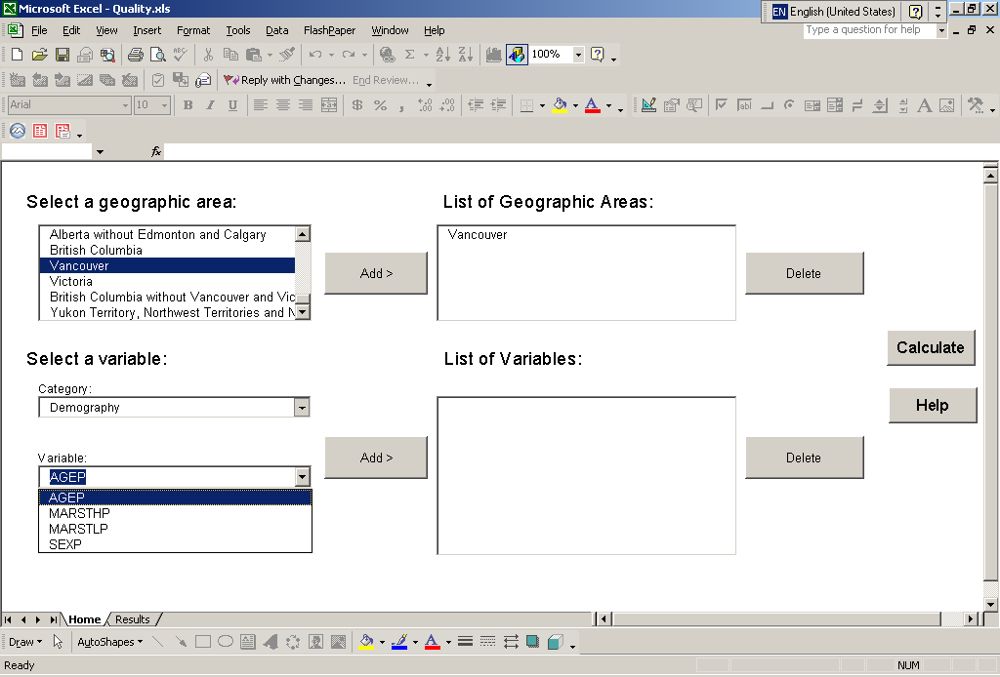 Microsoft Excel - Quality.xls
EN English (United States)
File Edit View Insert Format Tools Data FlashPaper Window Help
Type a question for help
100%
Reply with Changes... End Review...
Arial 10 B I U $ % , ab| A
fx
Select a geographic area:
List of Geographic Areas:
Alberta without Edmonton and Calgary
British Columbia
Vancouver
Victoria
British Columbia without Vancouver and Vic
Yukon Territory, Northwest Territories and N
Add >
Vancouver
Delete
Select a variable:
List of Variables:
Calculate
Category:
Demography
Help
Variable:
AGEP
AGEP
MARSTHP
MARSTLP
SEXP
Add >
Delete
Home Results
Draw AutoShapes A
Ready NUM